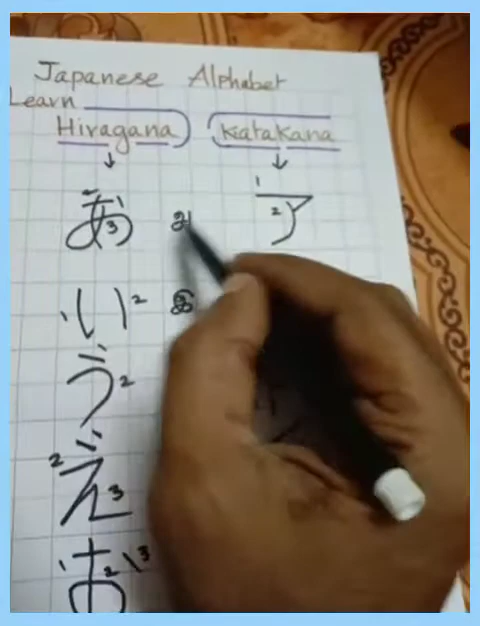 Japanese Alphabet
Learn
Hiragana Katakana
↓ ↓
あ அ ア
い இ
う
え
お